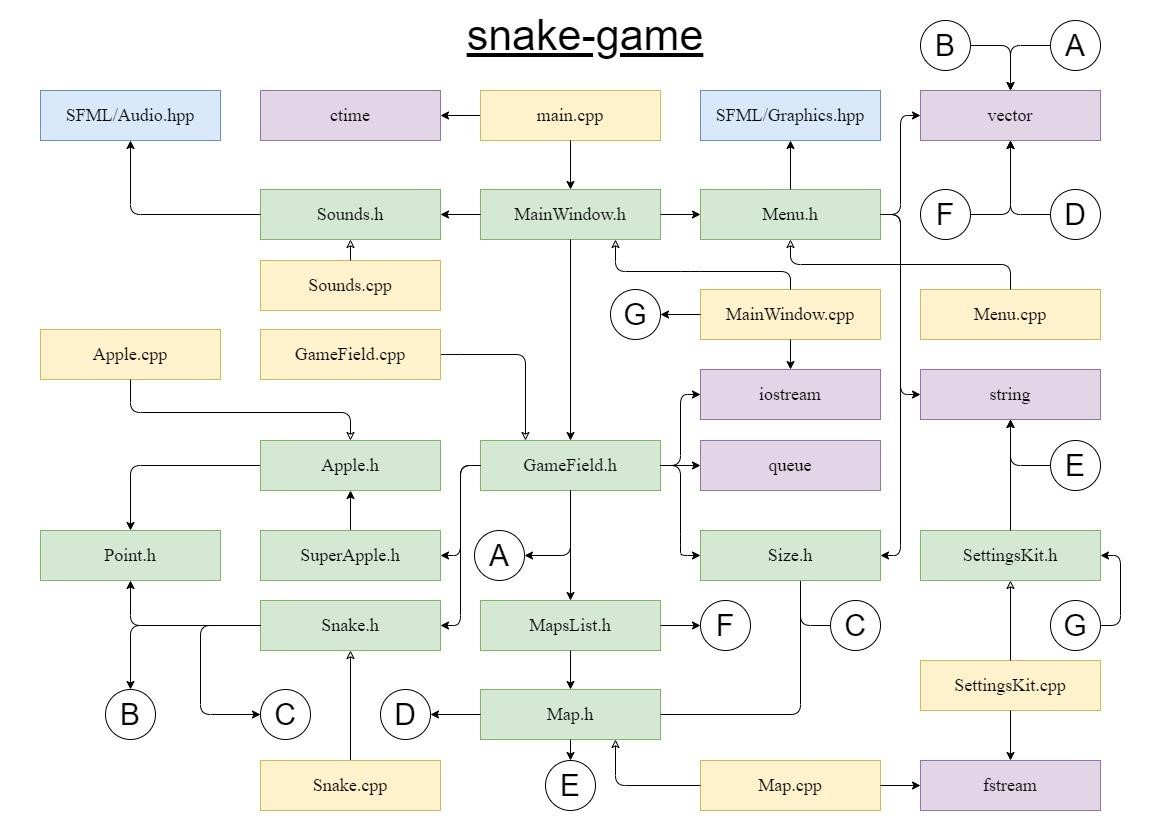 snake-game
B
A
SFML/Audio.hpp
ctime
main.cpp
SFML/Graphics.hpp
vector
Sounds.h
MainWindow.h
Menu.h
F
D
Sounds.cpp
G
MainWindow.cpp
Menu.cpp
Apple.cpp
GameField.cpp
iostream
string
Apple.h
GameField.h
queue
E
Point.h
SuperApple.h
A
Size.h
SettingsKit.h
Snake.h
MapsList.h
F
C
G
SettingsKit.cpp
B
C
D
Map.h
E
Snake.cpp
Map.cpp
fstream